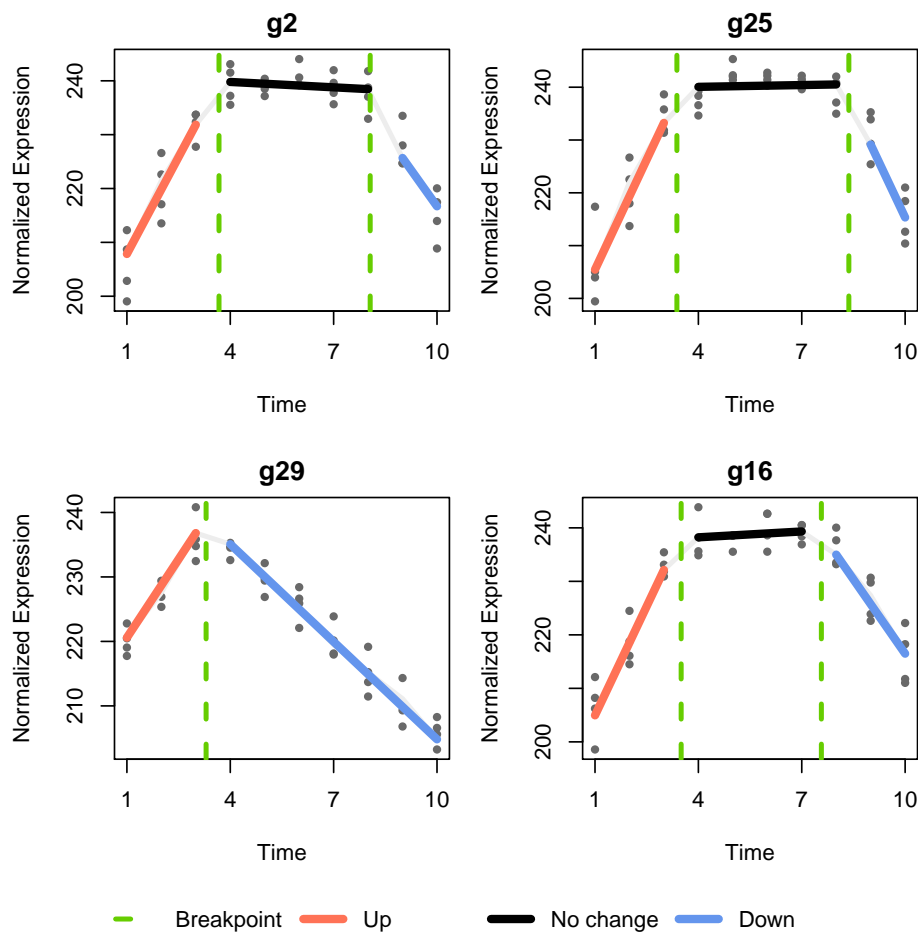 g2
Normalized Expression
200
220
240
1 4 7 10
Time
g25
Normalized Expression
200
220
240
1 4 7 10
Time
g29
Normalized Expression
210
220
230
240
1 4 7 10
Time
g16
Normalized Expression
200
220
240
1 4 7 10
Time
Breakpoint Up No change Down